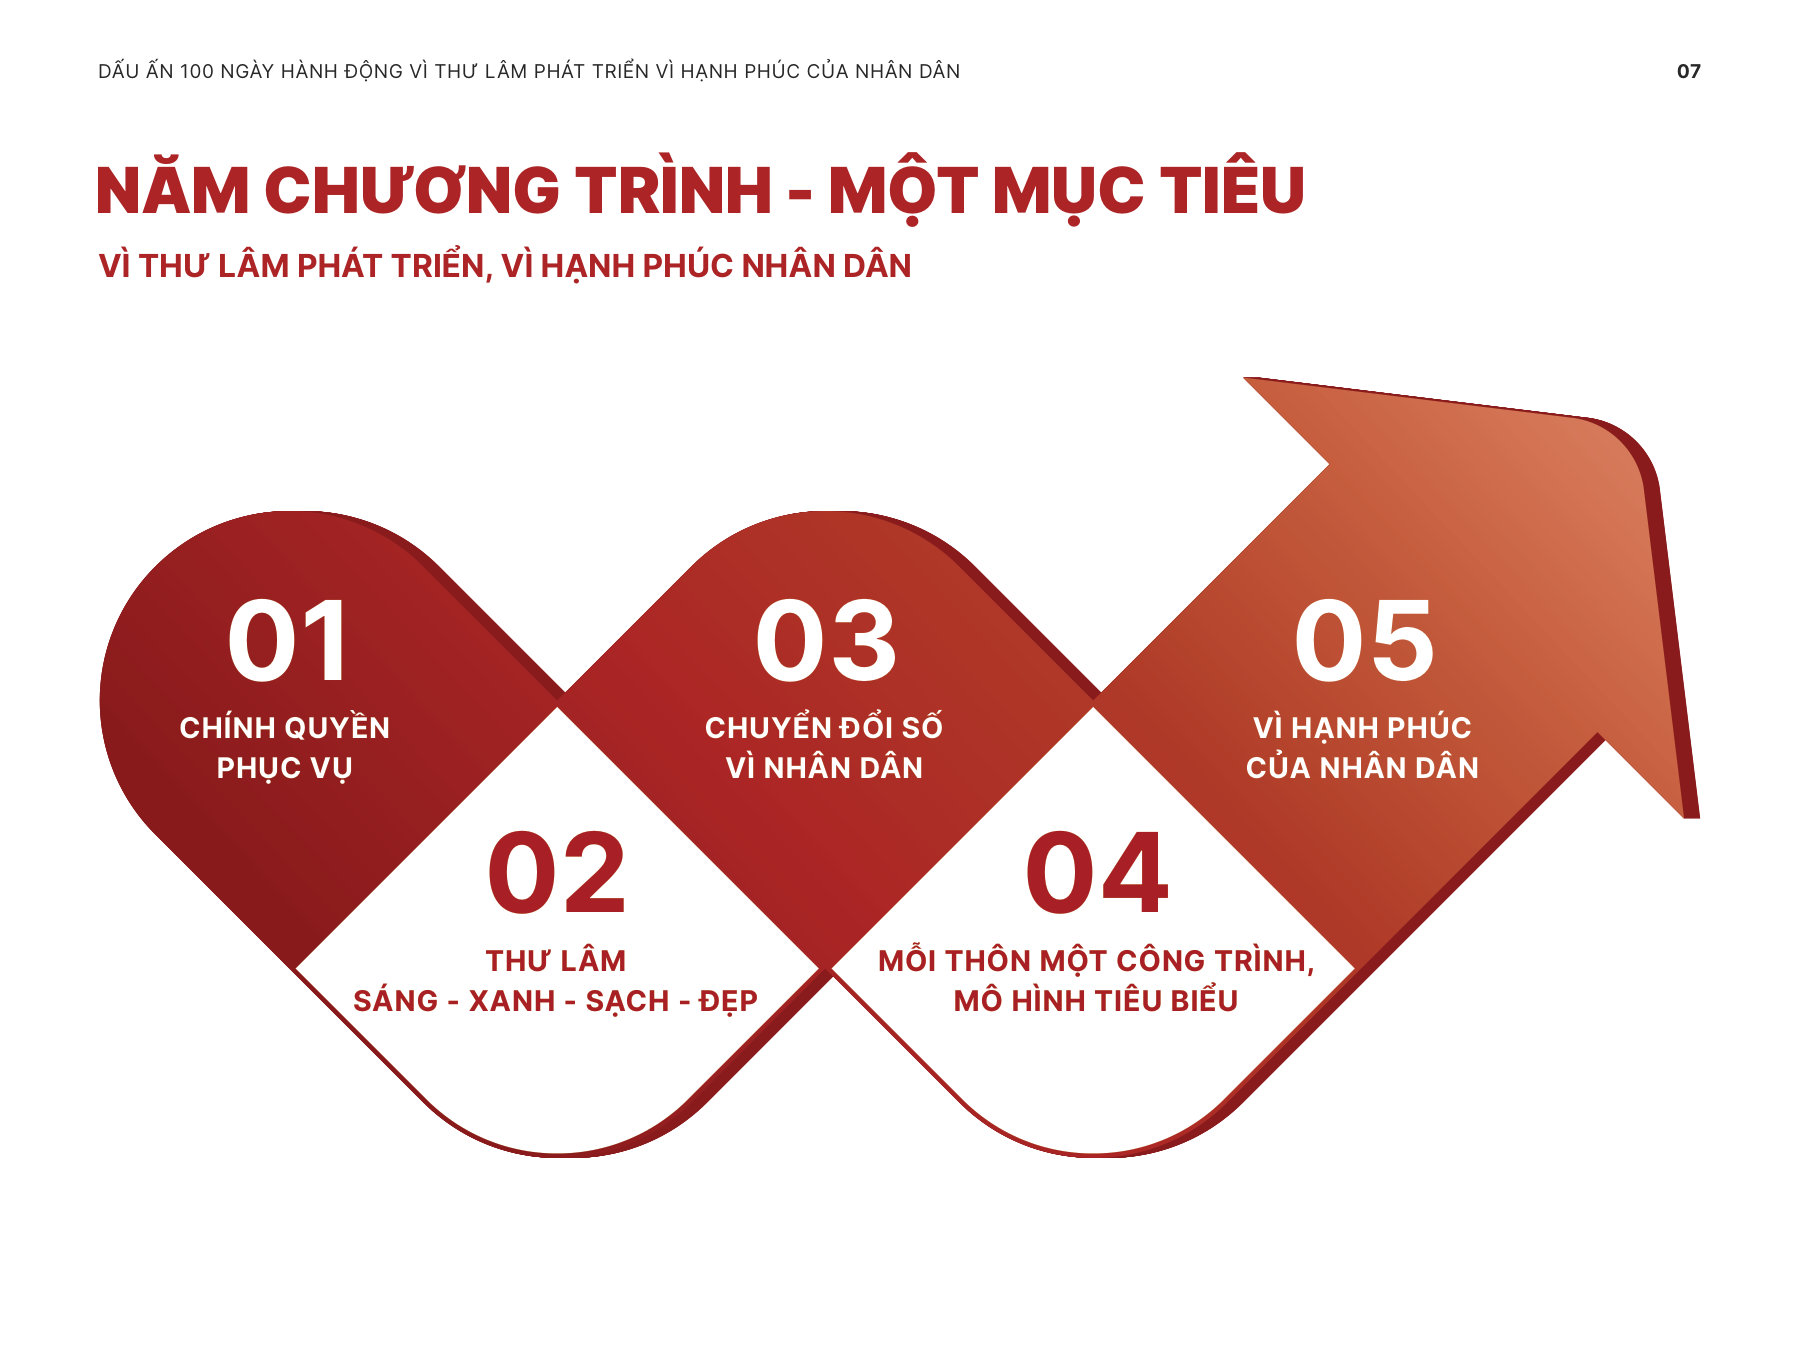 DẤU ẤN 100 NGÀY HÀNH ĐỘNG VÌ THƯ LÂM PHÁT TRIỂN VÌ HẠNH PHÚC CỦA NHÂN DÂN
07
NĂM CHƯƠNG TRÌNH - MỘT MỤC TIÊU
VÌ THƯ LÂM PHÁT TRIỂN, VÌ HẠNH PHÚC NHÂN DÂN
01
CHÍNH QUYỀN
PHỤC VỤ
02
THƯ LÂM
SÁNG - XANH - SẠCH - ĐẸP
03
CHUYỂN ĐỔI SỐ
VÌ NHÂN DÂN
04
MỖI THÔN MỘT CÔNG TRÌNH,
MÔ HÌNH TIÊU BIỂU
05
VÌ HẠNH PHÚC
CỦA NHÂN DÂN